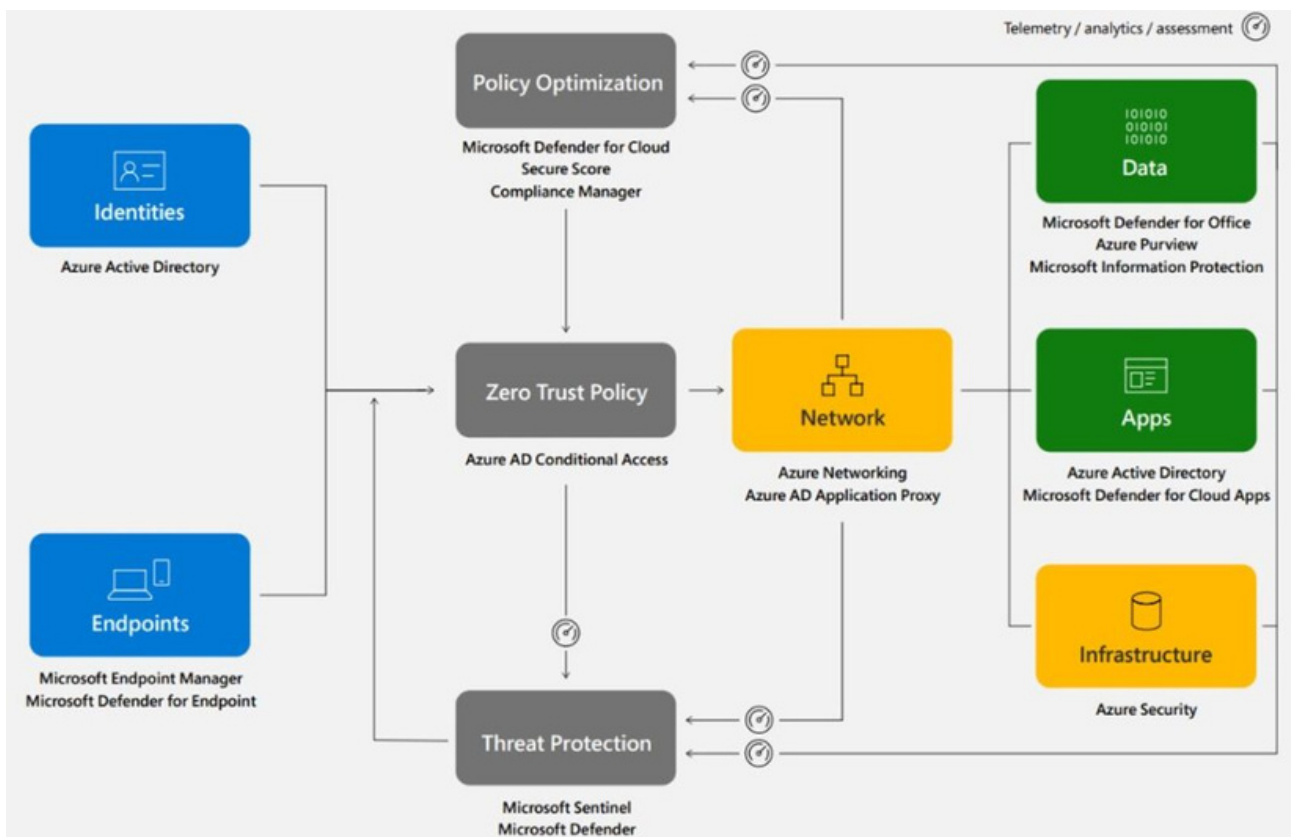 Telemetry / analytics / assessment
Policy Optimization
Microsoft Defender for Cloud
Secure Score
Compliance Manager
Identities
Azure Active Directory
Endpoints
Microsoft Endpoint Manager
Microsoft Defender for Endpoint
Zero Trust Policy
Azure AD Conditional Access
Threat Protection
Microsoft Sentinel
Microsoft Defender
Network
Azure Networking
Azure AD Application Proxy
101010
010101
101010
Data
Microsoft Defender for Office
Azure Purview
Microsoft Information Protection
Apps
Azure Active Directory
Microsoft Defender for Cloud Apps
Infrastructure
Azure Security